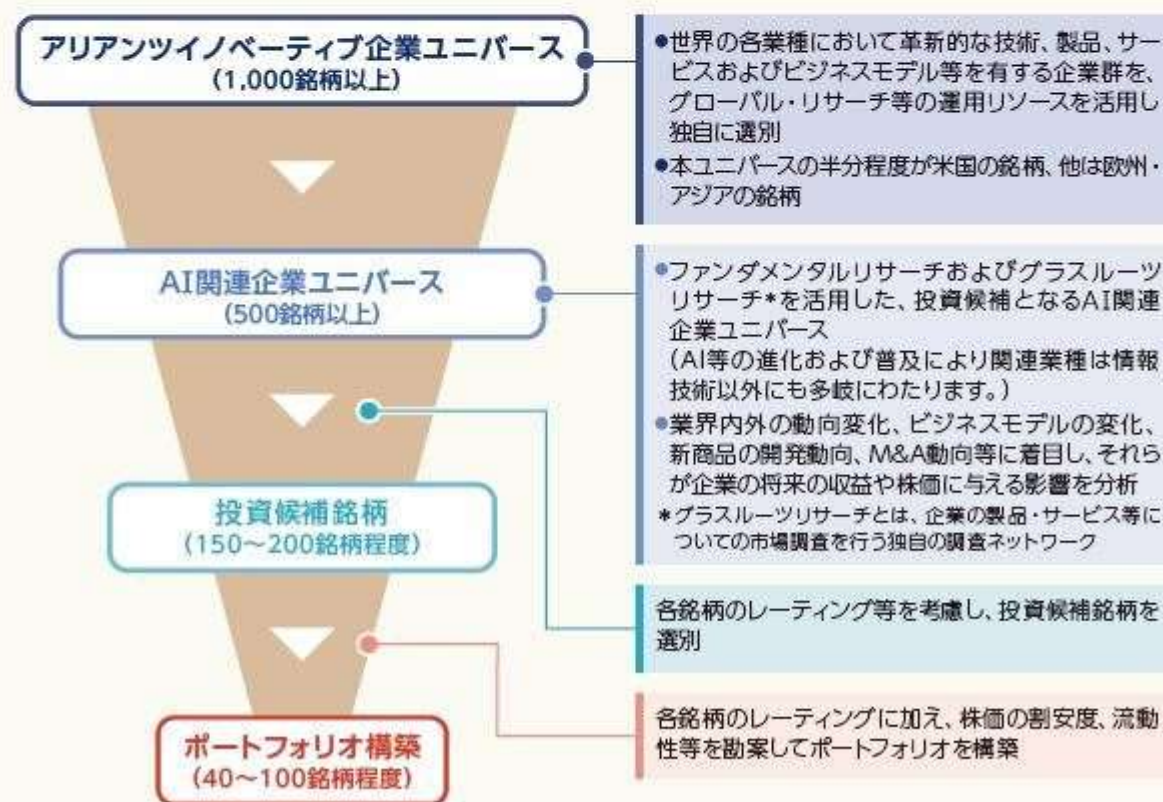 アリアンツイノベーティブ企業ユニバース
(1,000銘柄以上)
●世界の各業種において革新的な技術、製品、サー
ビスおよびビジネスモデル等を有する企業群を、
グローバル・リサーチ等の運用リソースを活用し
独自に選別
●本ユニバースの半分程度が米国の銘柄、他は欧州・
アジアの銘柄
AI関連企業ユニバース
(500銘柄以上)
●ファンダメンタルリサーチおよびグラスルーツ
リサーチ*を活用した、投資候補となるAI関連
企業ユニバース
(AI等の進化および普及により関連業種は情報
技術以外にも多岐にわたります。)
●業界内外の動向変化、ビジネスモデルの変化、
新商品の開発動向、M&A動向等に着目し、それら
が企業の将来の収益や株価に与える影響を分析
*グラスルーツリサーチとは、企業の製品・サービス等に
ついての市場調査を行う独自の調査ネットワーク
投資候補銘柄
(150～200銘柄程度)
各銘柄のレーティング等を考慮し、投資候補銘柄を
選別
ポートフォリオ構築
(40～100銘柄程度)
各銘柄のレーティングに加え、株価の割安度、流動
性等を勘案してポートフォリオを構築